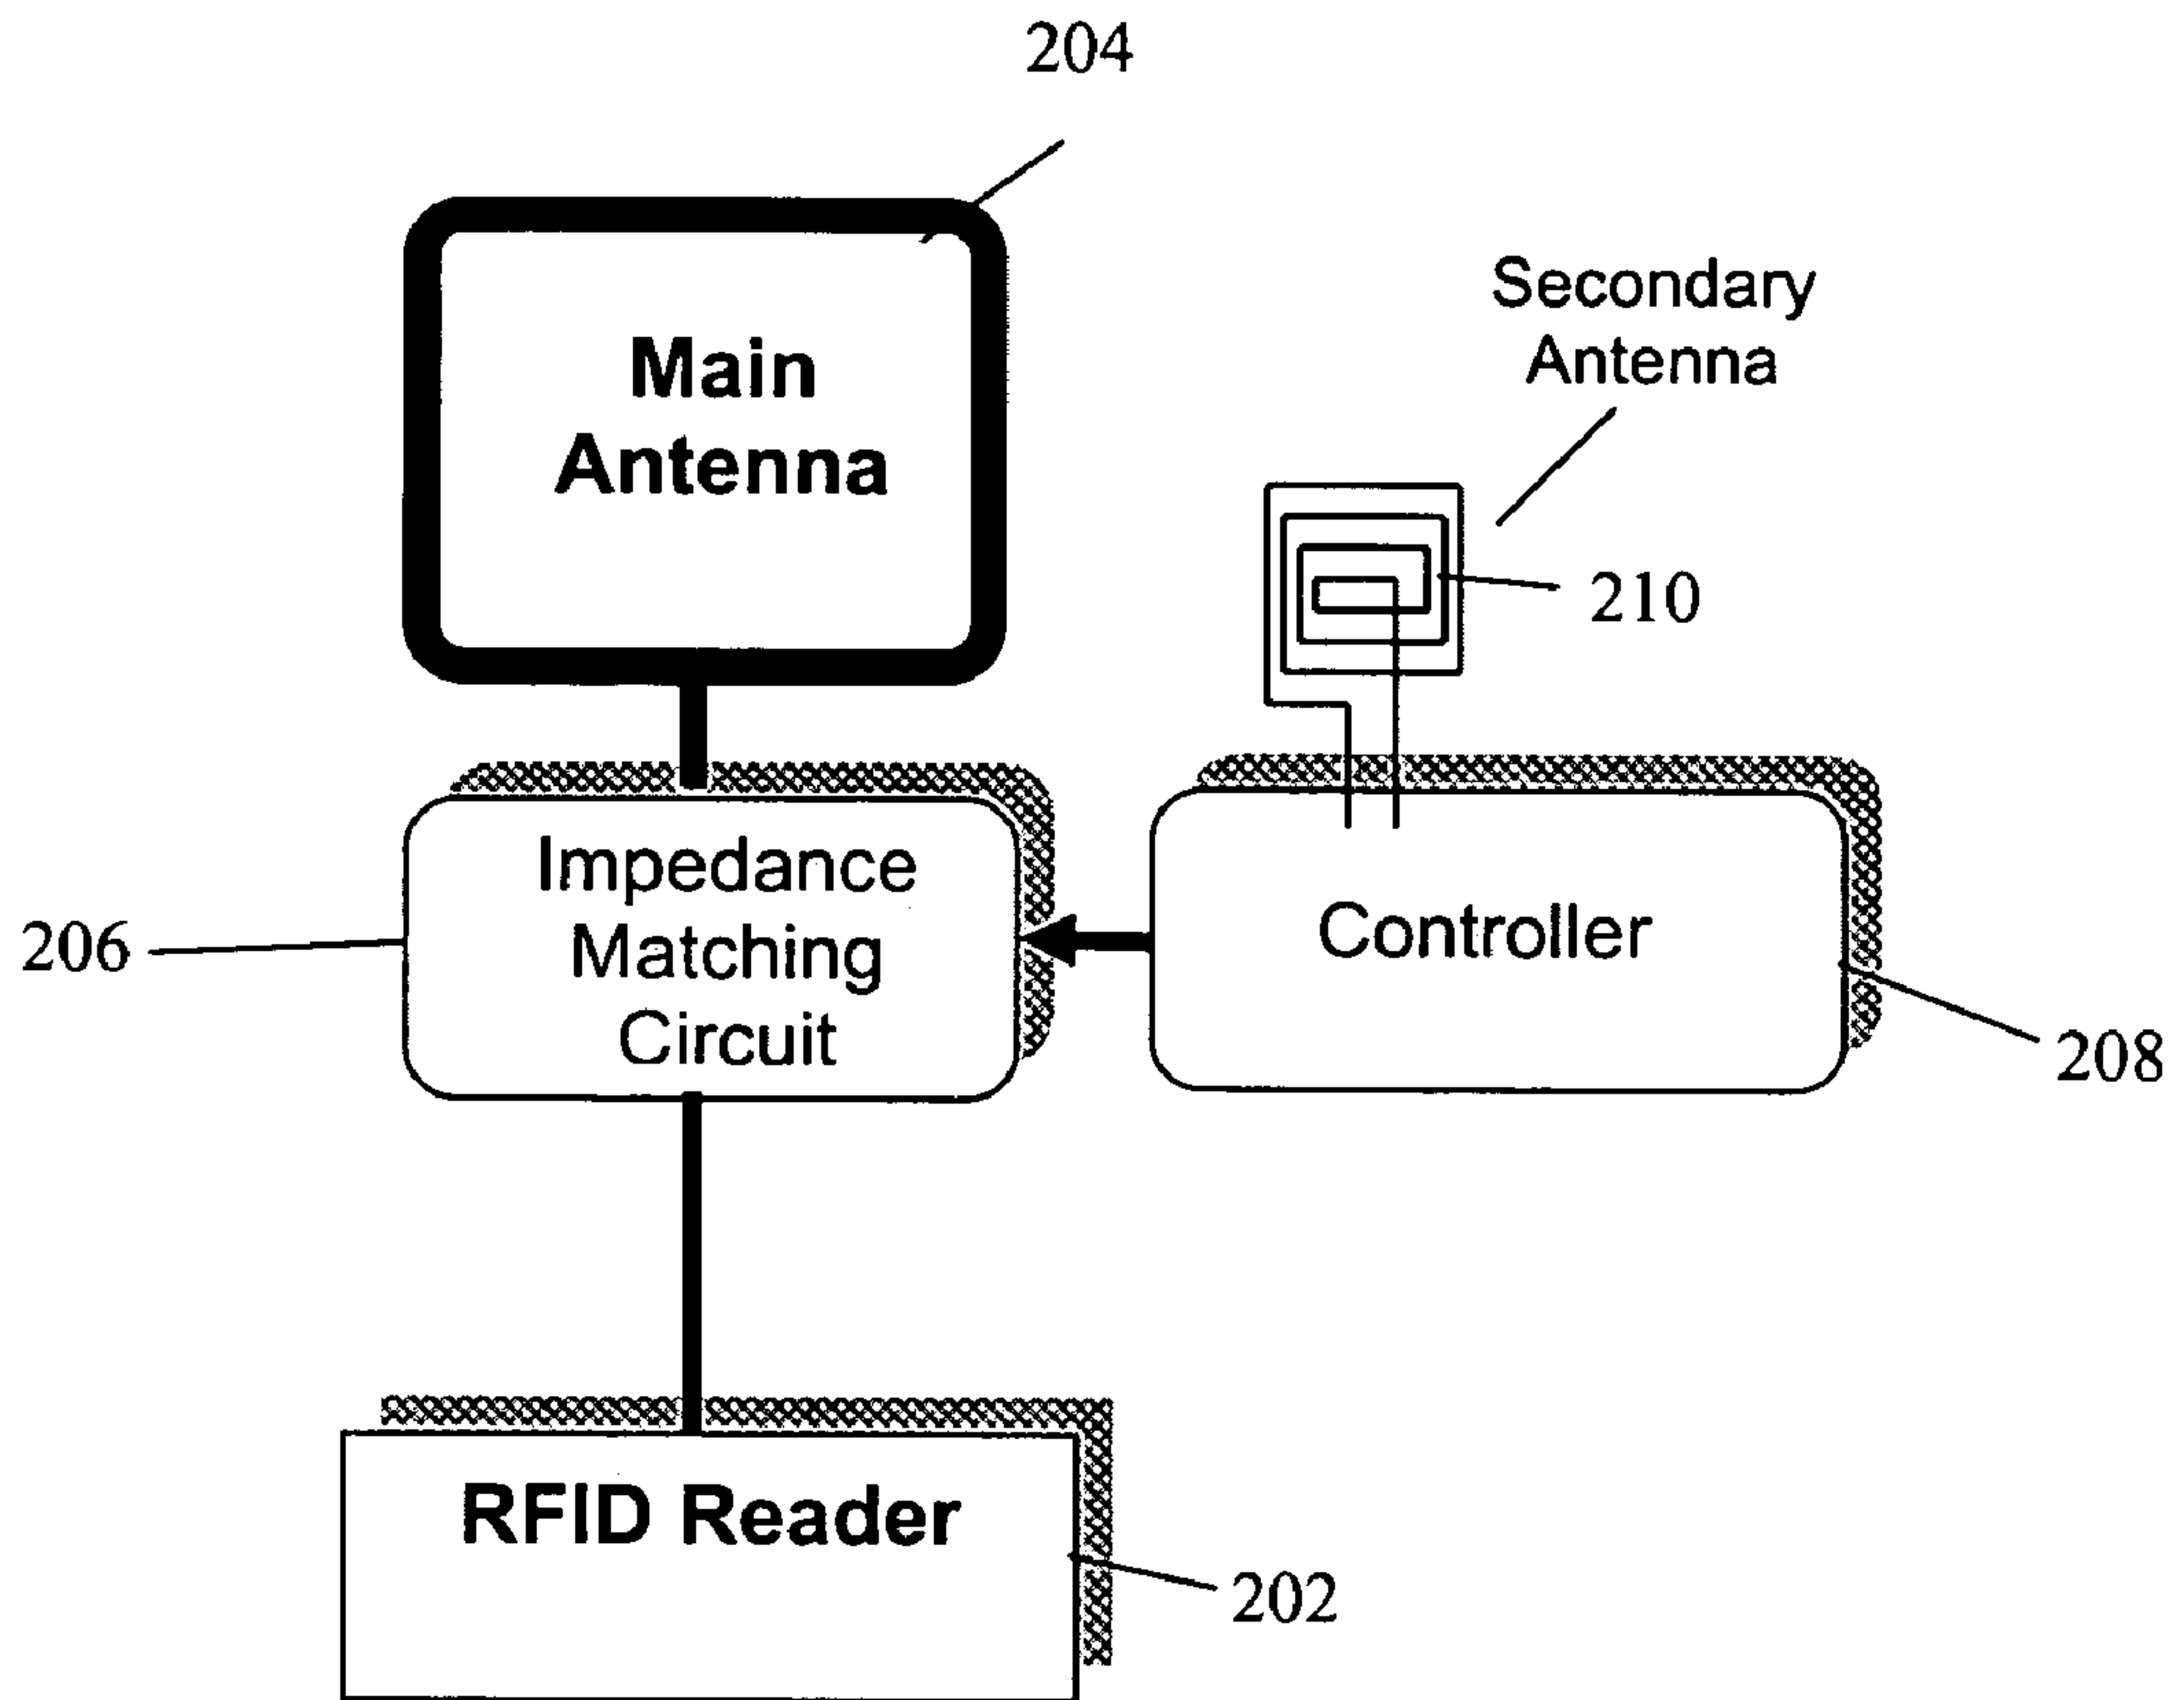 204
Main
Antenna
Secondary
Antenna
210
Impedance
Matching
Circuit
206
Controller
208
RFID Reader
202